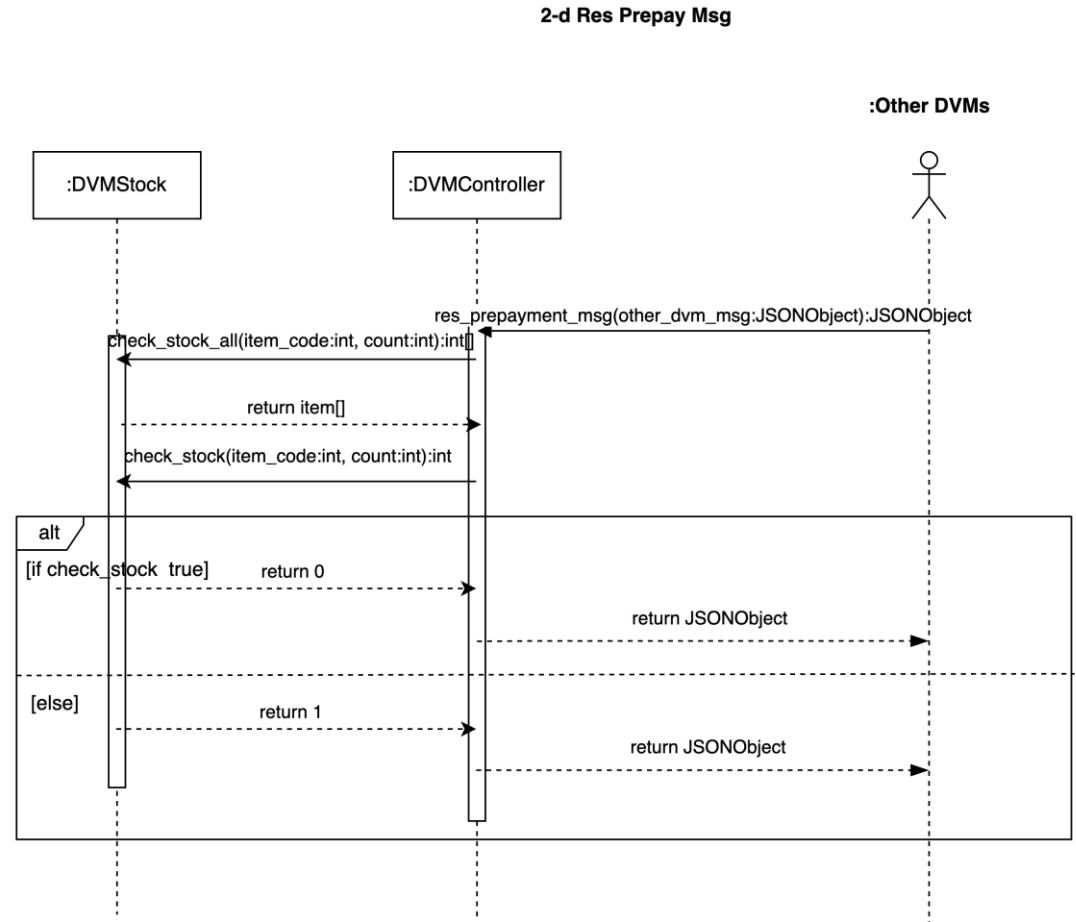 2-d Res Prepay Msg
:Other DVMs
:DVMStock
:DVMController
res_prepayment_msg(other_dvm_msg:JSONObject):JSONObject
check_stock_all(item_code:int, count:int):int[]
return item[]
check_stock(item_code:int, count:int):int
alt
[if check_stock  true]
return 0
return JSONObject
[else]
return 1
return JSONObject